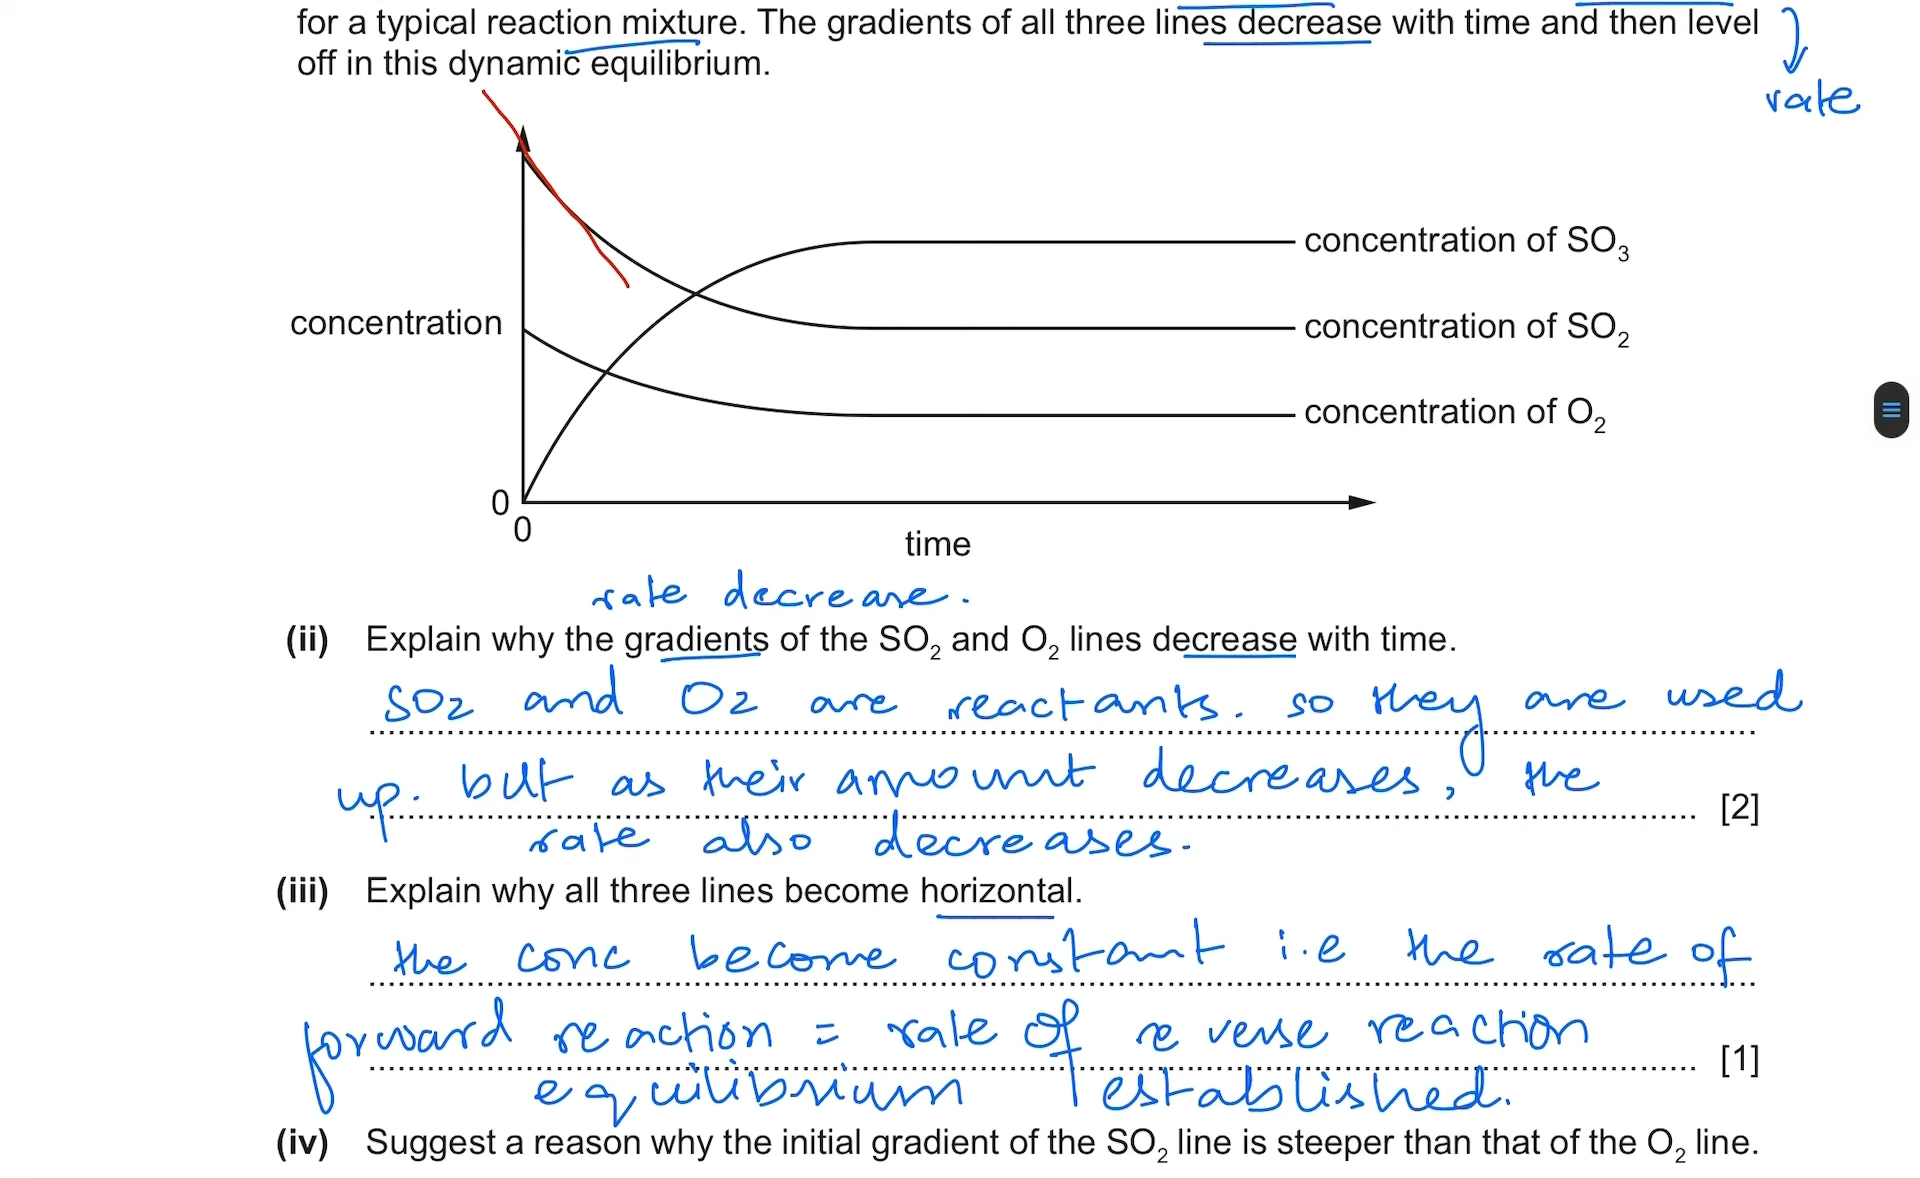 for a typical reaction mixture. The gradients of all three lines decrease with time and then level
off in this dynamic equilibrium.
rate
concentration of SO₃
concentration
concentration of SO₂
concentration of O₂
0
0
time
rate decrease.
(ii) Explain why the gradients of the SO₂ and O₂ lines decrease with time.
SO2 and O2 are reactants. so they are used
up. but as their amount decreases, the
[2]
rate also decreases.
(iii) Explain why all three lines become horizontal.
the conc become constant i.e the rate of
forward reaction = rate of reverse reaction
[1]
equilibrium established.
(iv) Suggest a reason why the initial gradient of the SO₂ line is steeper than that of the O₂ line.